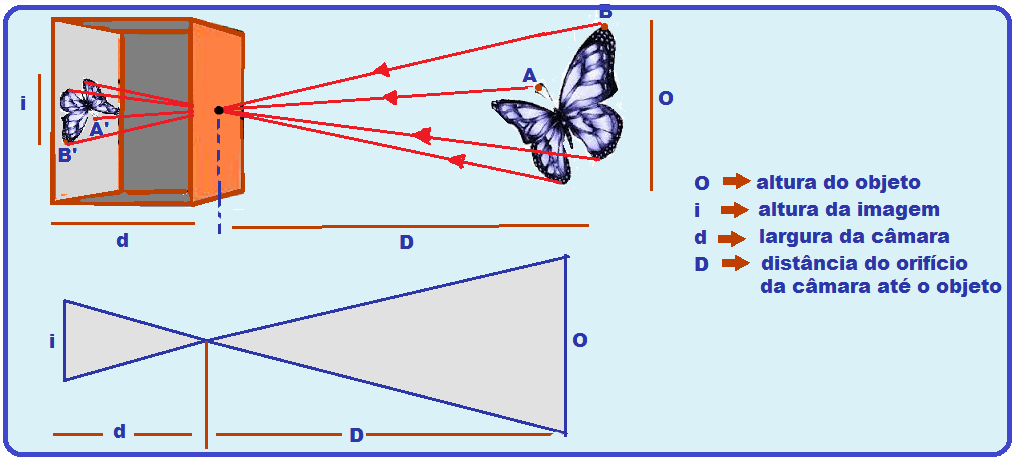 B
A
i
O
A'
B'
d
D
O altura do objeto
i altura da imagem
d largura da câmara
D distância do orifício
da câmara até o objeto
i
O
d
D